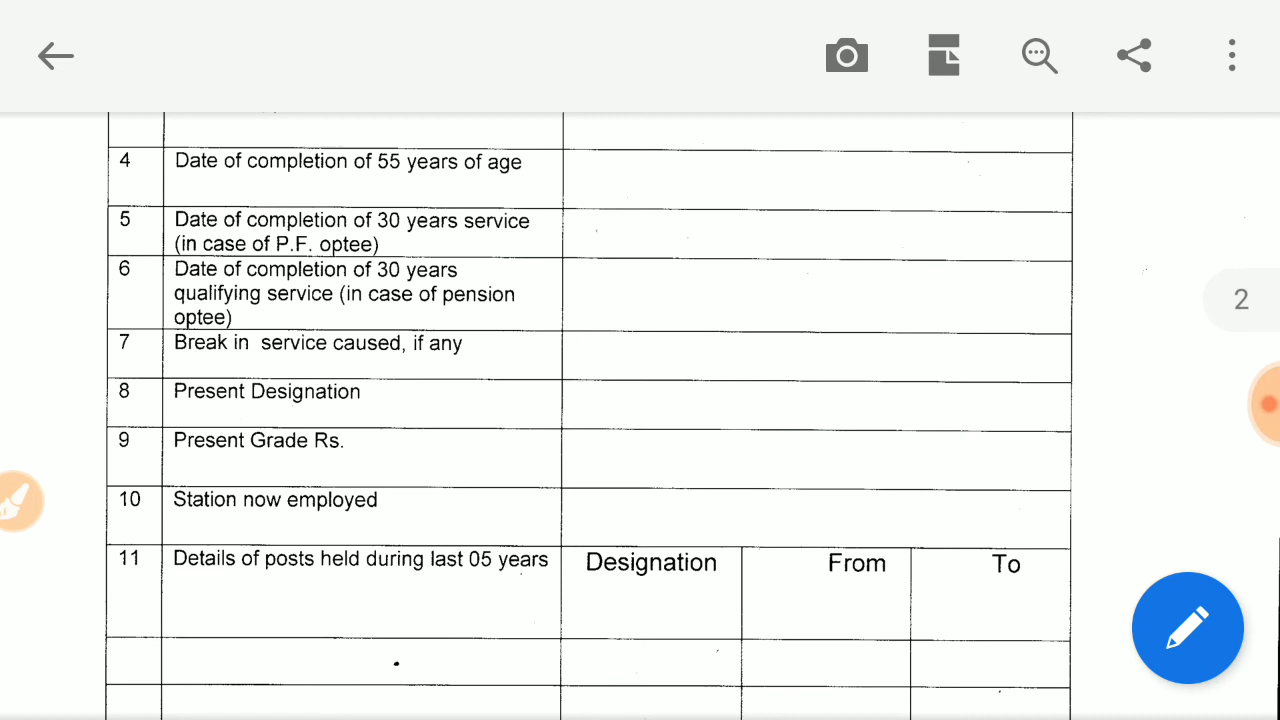 4 Date of completion of 55 years of age
5 Date of completion of 30 years service
(in case of P.F. optee)
6 Date of completion of 30 years
qualifying service (in case of pension
optee)
7 Break in service caused, if any
8 Present Designation
9 Present Grade Rs.
10 Station now employed
11 Details of posts held during last 05 years Designation From To
2